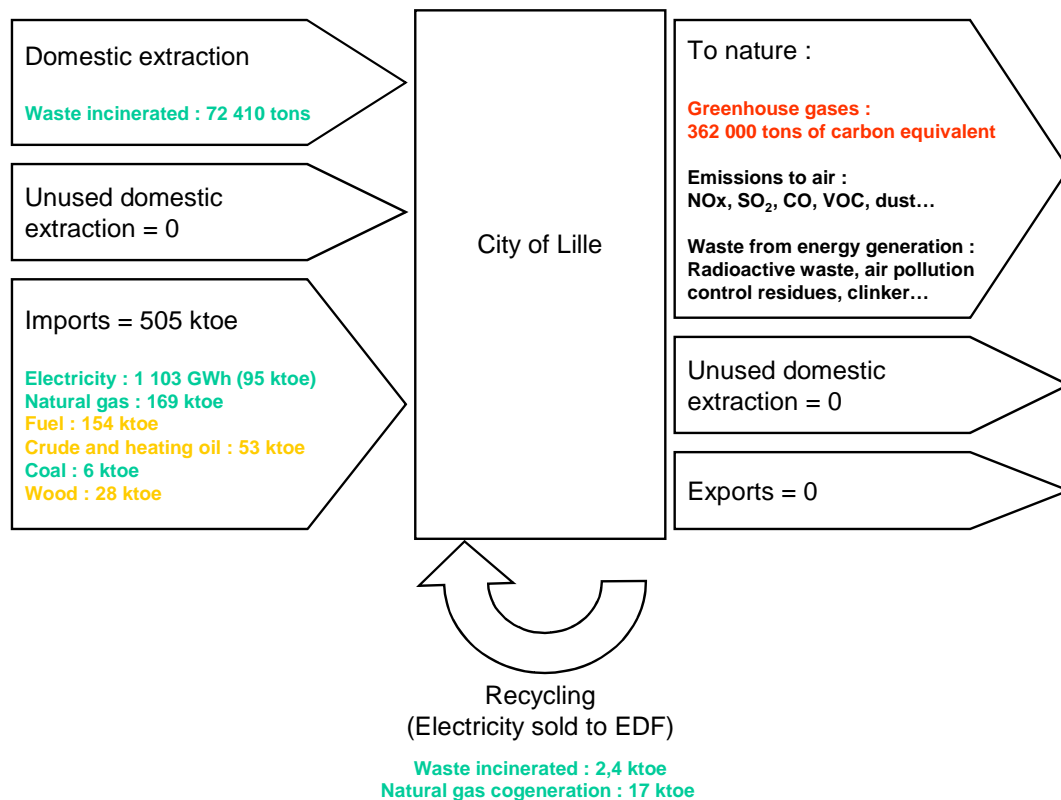 Domestic extraction
Waste incinerated : 72 410 tons
Unused domestic
extraction = 0
Imports = 505 ktoe
Electricity : 1 103 GWh (95 ktoe)
Natural gas : 169 ktoe
Fuel : 154 ktoe
Crude and heating oil : 53 ktoe
Coal : 6 ktoe
Wood : 28 ktoe
City of Lille
To nature :
Greenhouse gases :
362 000 tons of carbon equivalent
Emissions to air :
NOx, SO₂, CO, VOC, dust…
Waste from energy generation :
Radioactive waste, air pollution
control residues, clinker…
Unused domestic
extraction = 0
Exports = 0
Recycling
(Electricity sold to EDF)
Waste incinerated : 2,4 ktoe
Natural gas cogeneration : 17 ktoe